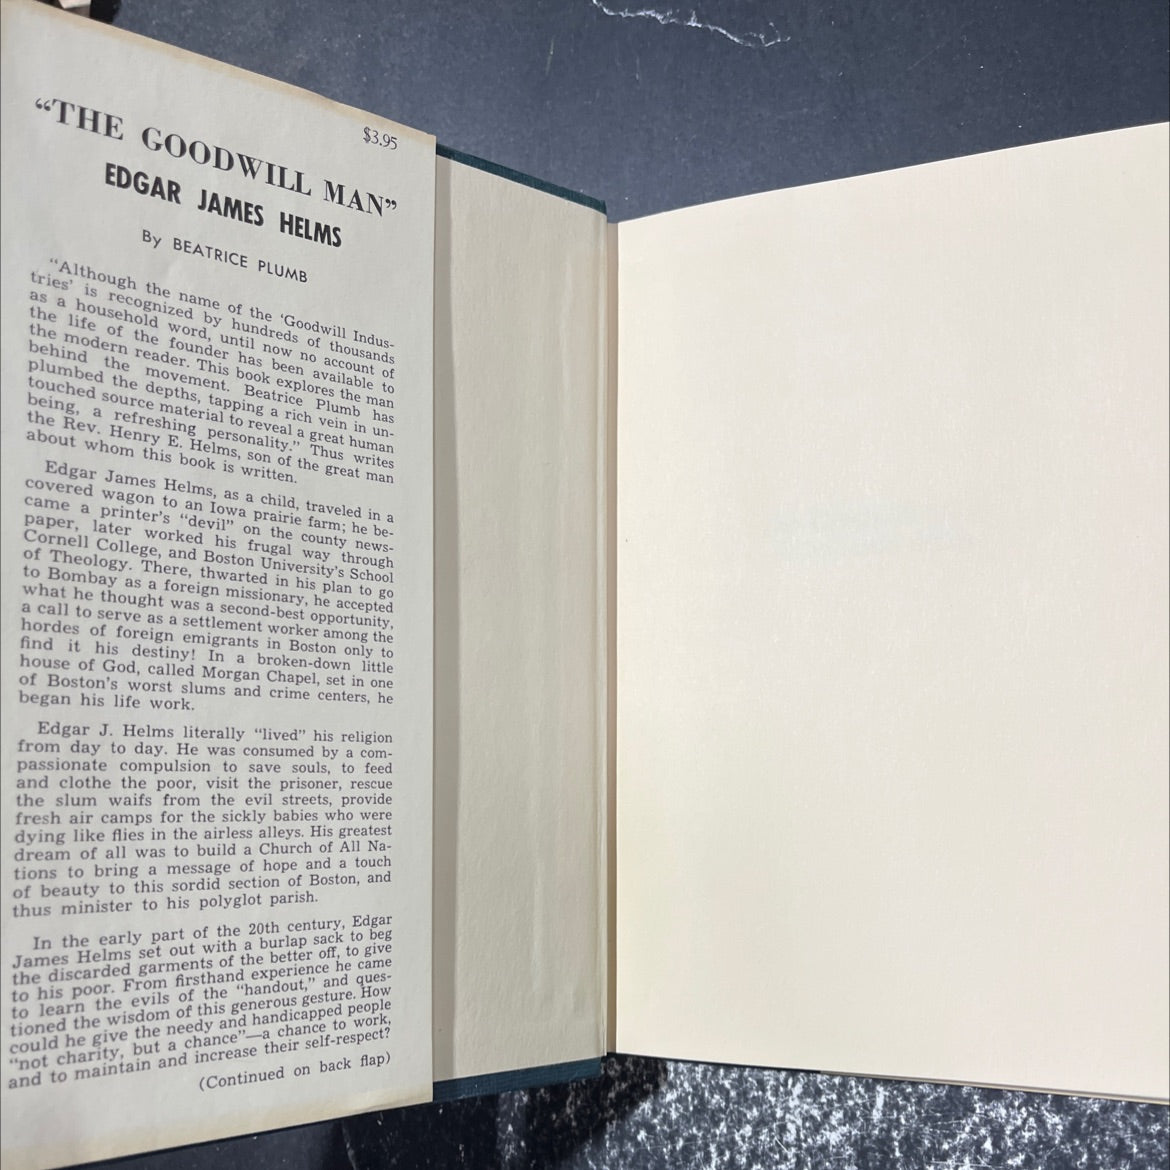 $3.95
“THE GOODWILL MAN”
EDGAR JAMES HELMS
By BEATRICE PLUMB
“Although the name of the ‘Goodwill Indus-
tries’ is recognized by hundreds of thousands
as a household word, until now no account of
the life of the founder has been available to
the modern reader. This book explores the man
behind the movement. Beatrice Plumb has
plumbed the depths, tapping a rich vein in un-
touched source material to reveal a great human
being, a refreshing personality.” Thus writes
the Rev. Henry E. Helms, son of the great man
about whom this book is written.
Edgar James Helms, as a child, traveled in a
covered wagon to an Iowa prairie farm; he be-
came a printer’s “devil” on the county news-
paper, later worked his frugal way through
Cornell College, and Boston University’s School
of Theology. There, thwarted in his plan to go
to Bombay as a foreign missionary, he accepted
what he thought was a second-best opportunity,
a call to serve as a settlement worker among the
hordes of foreign emigrants in Boston only to
find it his destiny! In a broken-down little
house of God, called Morgan Chapel, set in one
of Boston’s worst slums and crime centers, he
began his life work.
Edgar J. Helms literally “lived” his religion
from day to day. He was consumed by a com-
passionate compulsion to save souls, to feed
and clothe the poor, visit the prisoner, rescue
the slum waifs from the evil streets, provide
fresh air camps for the sickly babies who were
dying like flies in the airless alleys. His greatest
dream of all was to build a Church of All Na-
tions to bring a message of hope and a touch
of beauty to this sordid section of Boston, and
thus minister to his polyglot parish.
In the early part of the 20th century, Edgar
James Helms set out with a burlap sack to beg
the discarded garments of the better off, to give
to his poor. From firsthand experience he came
to learn the evils of the “handout,” and ques-
tioned the wisdom of this generous gesture. How
could he give the needy and handicapped people
“not charity, but a chance”—a chance to work,
and to maintain and increase their self-respect?
(Continued on back flap)